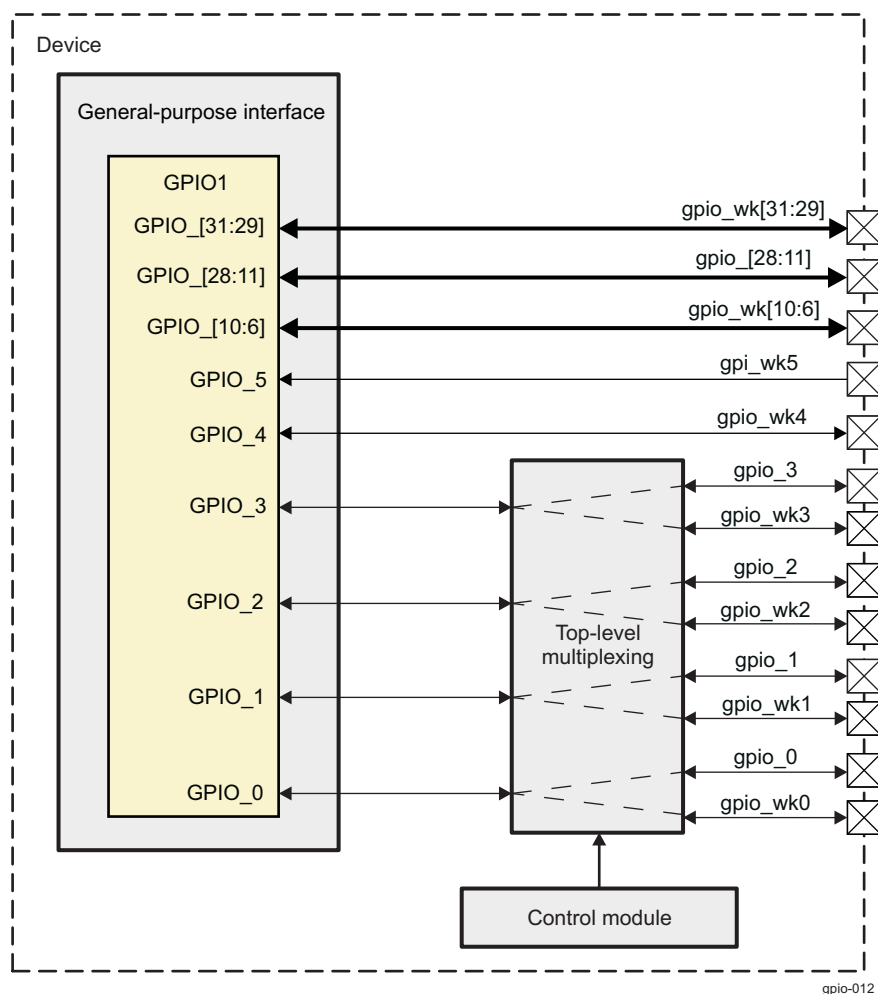 Device
General-purpose interface
GPIO1
GPIO_[31:29]
gpio_wk[31:29]
GPIO_[28:11]
gpio_[28:11]
GPIO_[10:6]
gpio_wk[10:6]
GPIO_5
gpi_wk5
GPIO_4
gpio_wk4
gpio_3
GPIO_3
gpio_wk3
gpio_2
GPIO_2
gpio_wk2
Top-level
multiplexing
gpio_1
GPIO_1
gpio_wk1
gpio_0
GPIO_0
gpio_wk0
Control module
gpio-012